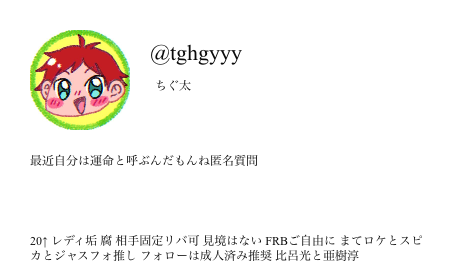 @tghgyyy
ちぐ太
最近自分は運命と呼ぶんだもんね匿名質問
20↑ レディ垢 腐 相手固定リバ可 見境はない FRBご自由に まてロケとスピ
カとジャスフォ推し フォローは成人済み推奨 比呂光と亜樹淳